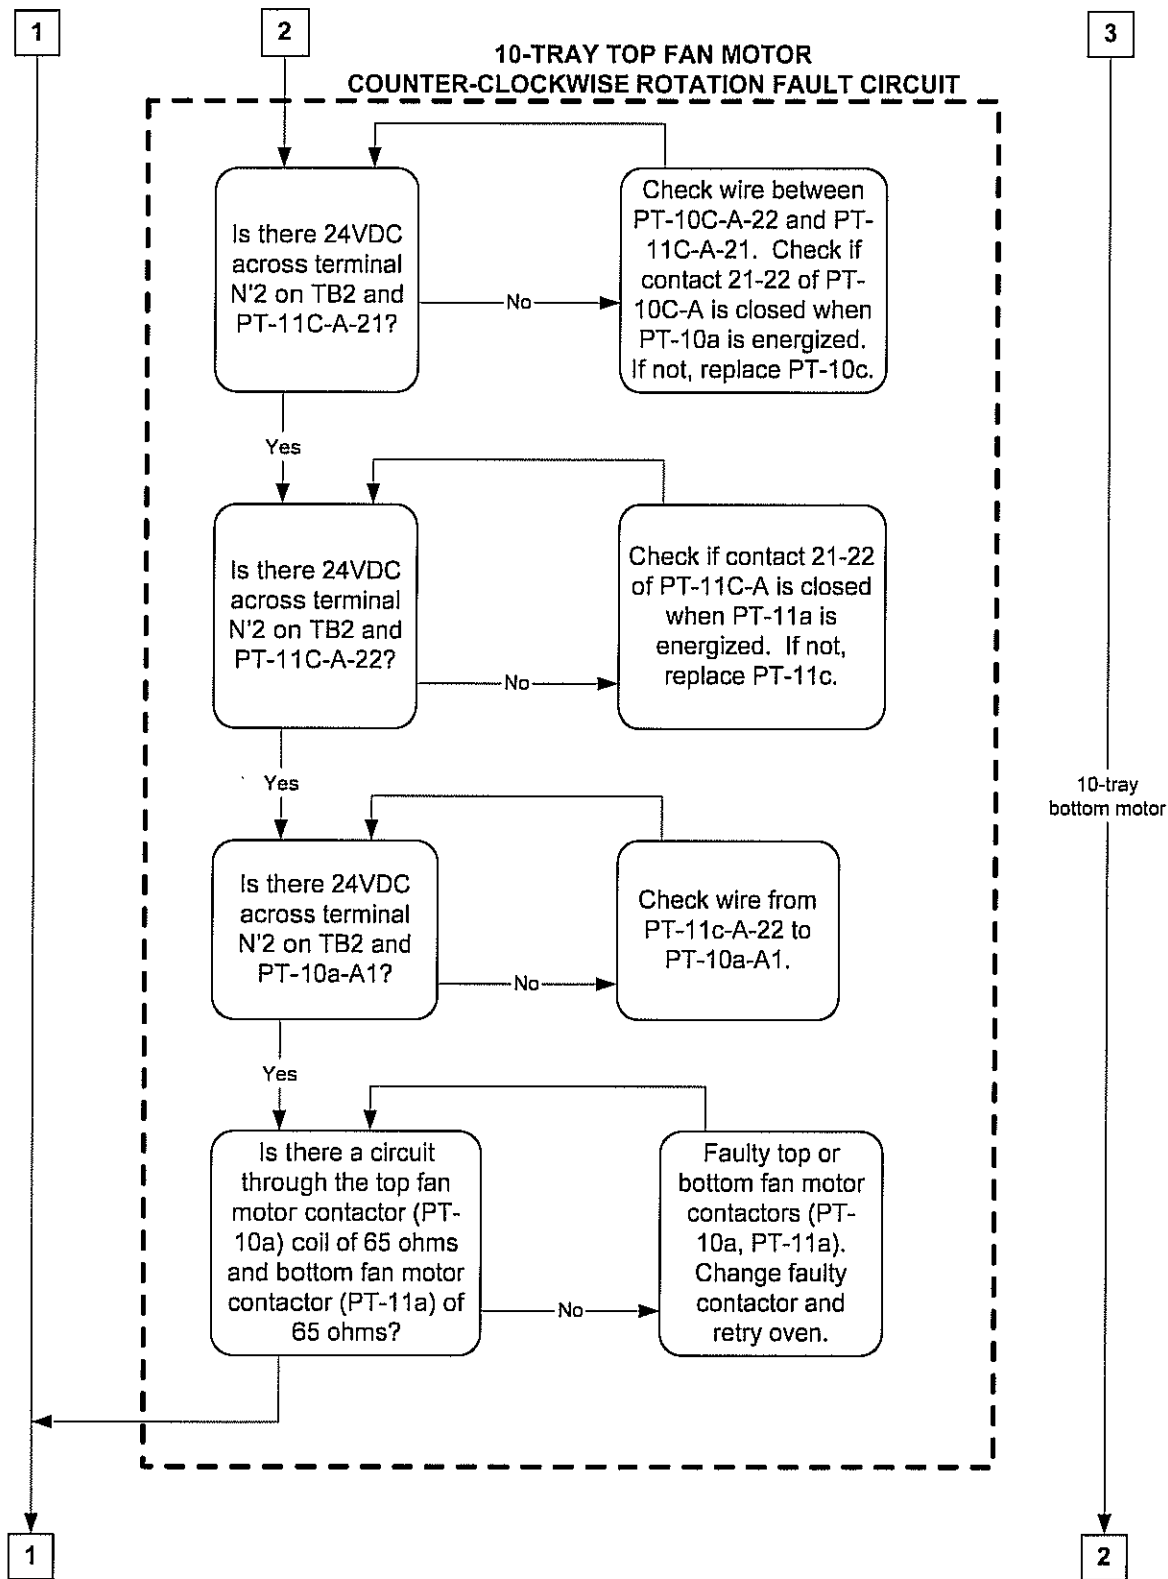 1
2
3
10-TRAY TOP FAN MOTOR
COUNTER-CLOCKWISE ROTATION FAULT CIRCUIT
Is there 24VDC
across terminal
N'2 on TB2 and
PT-11C-A-21?
No
Check wire between
PT-10C-A-22 and PT-
11C-A-21. Check if
contact 21-22 of PT-
10C-A is closed when
PT-10a is energized.
If not, replace PT-10c.
Yes
Is there 24VDC
across terminal
N'2 on TB2 and
PT-11C-A-22?
No
Check if contact 21-22
of PT-11C-A is closed
when PT-11a is
energized. If not,
replace PT-11c.
Yes
10-tray
bottom motor
Is there 24VDC
across terminal
N'2 on TB2 and
PT-10a-A1?
No
Check wire from
PT-11c-A-22 to
PT-10a-A1.
Yes
Is there a circuit
through the top fan
motor contactor (PT-
10a) coil of 65 ohms
and bottom fan motor
contactor (PT-11a) of
65 ohms?
No
Faulty top or
bottom fan motor
contactors (PT-
10a, PT-11a).
Change faulty
contactor and
retry oven.
1
2